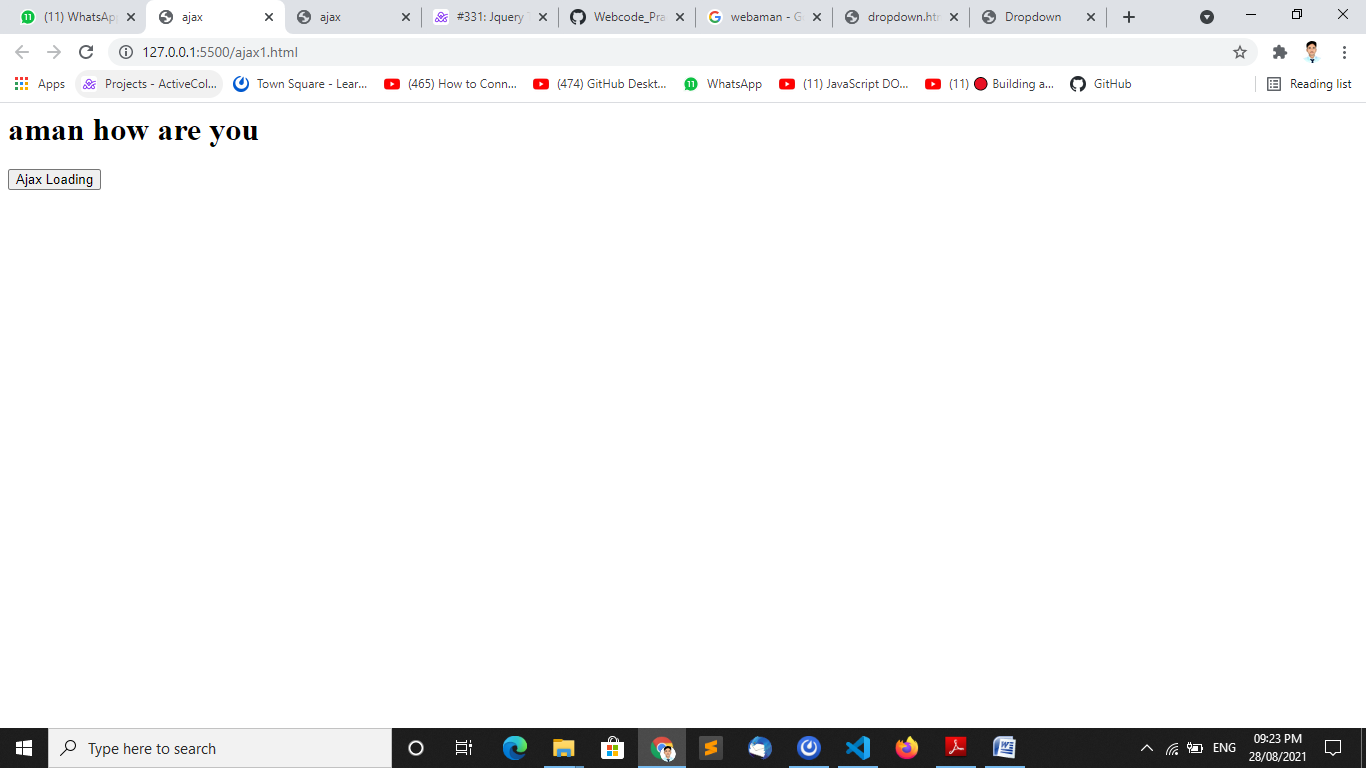 (11) WhatsApp
ajax
ajax
#331: Jquery T
Webcode_Pra
webaman - G
dropdown.htm
Dropdown
127.0.0.1:5500/ajax1.html
Apps
Projects - ActiveCol...
Town Square - Lear...
(465) How to Conn...
(474) GitHub Deskt...
11
WhatsApp
(11) JavaScript DO...
(11) 🔴 Building a...
GitHub
Reading list
aman how are you
Ajax Loading
Type here to search
ENG
09:23 PM
28/08/2021